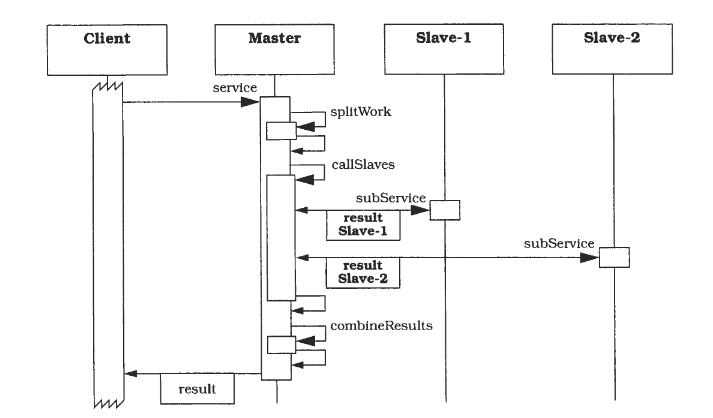 Client
Master
Slave-1
Slave-2
service
splitWork
callSlaves
subService
result
Slave-1
subService
result
Slave-2
combineResults
result